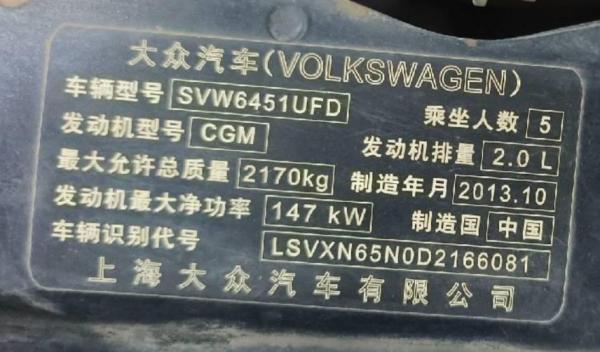 大众汽车(VOLKSWAGEN)
车辆型号 SVW6451UFD 乘坐人数 5
发动机型号 CGM 发动机排量 2.0 L
最大允许总质量 2170kg 制造年月 2013.10
发动机最大净功率 147 kW 制造国 中国
车辆识别代号 LSVXN65N0D2166081
上海大众汽车有限公司